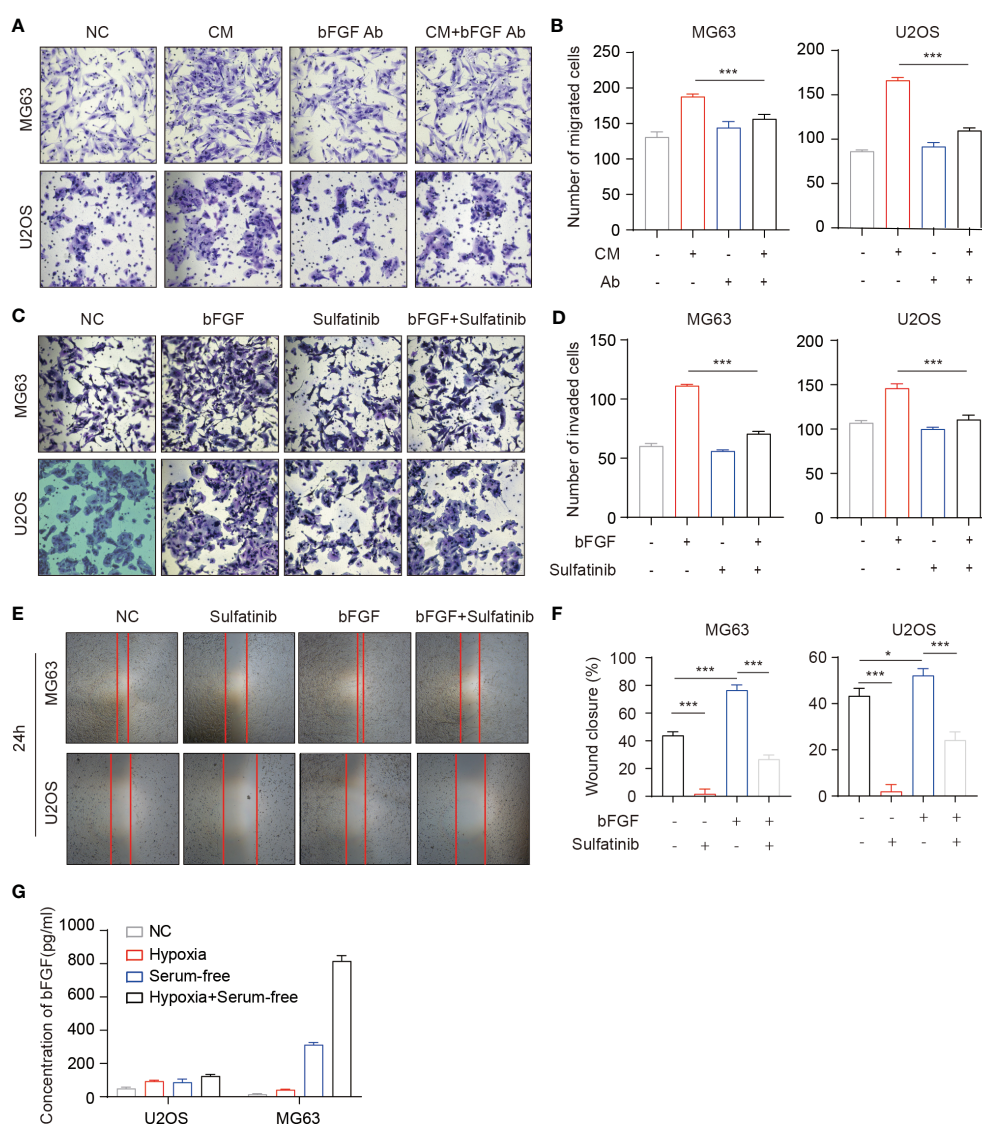 A
NC
CM
bFGF Ab
CM+bFGF Ab
MG63
U2OS
B
MG63
U2OS
Number of migrated cells
250
200
150
100
50
0
***
200
150
100
50
0
***
CM - + - + - + - +
Ab - - + + - - + +
C
NC
bFGF
Sulfatinib
bFGF+Sulfatinib
MG63
U2OS
D
MG63
U2OS
Number of invaded cells
150
100
50
0
***
200
150
100
50
0
***
bFGF - + - + - + - +
Sulfatinib - - + + - - + +
E
NC
Sulfatinib
bFGF
bFGF+Sulfatinib
24h
MG63
U2OS
F
MG63
U2OS
Wound closure (%)
100
80
60
40
20
0
*** *** ***
60
40
20
0
*** * ***
bFGF - - + + - - + +
Sulfatinib - + - + - + - +
G
Concentration of bFGF(pg/ml)
1000
800
600
400
200
0
NC
Hypoxia
Serum-free
Hypoxia+Serum-free
U2OS
MG63